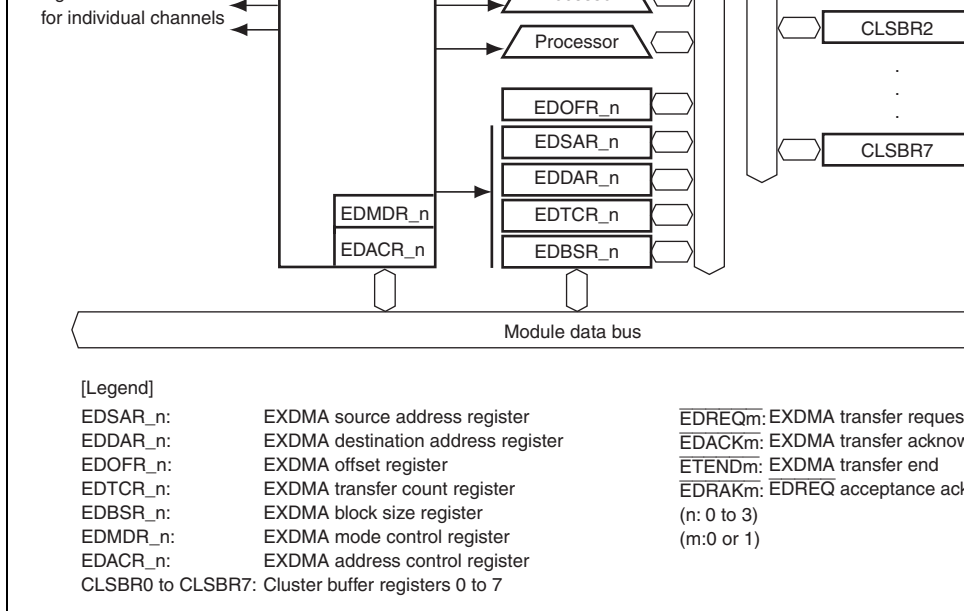 for individual channels
Processor
CLSBR2
.
.
.
EDOFR_n
EDSAR_n
CLSBR7
EDDAR_n
EDMDR_n
EDTCR_n
EDACR_n
EDBSR_n
Module data bus
[Legend]
EDSAR_n: EXDMA source address register
EDDAR_n: EXDMA destination address register
EDOFR_n: EXDMA offset register
EDTCR_n: EXDMA transfer count register
EDBSR_n: EXDMA block size register
EDMDR_n: EXDMA mode control register
EDACR_n: EXDMA address control register
CLSBR0 to CLSBR7: Cluster buffer registers 0 to 7
EDREQm: EXDMA transfer reques
EDACKm: EXDMA transfer acknow
ETENDm: EXDMA transfer end
EDRAKm: EDREQ acceptance ack
(n: 0 to 3)
(m:0 or 1)